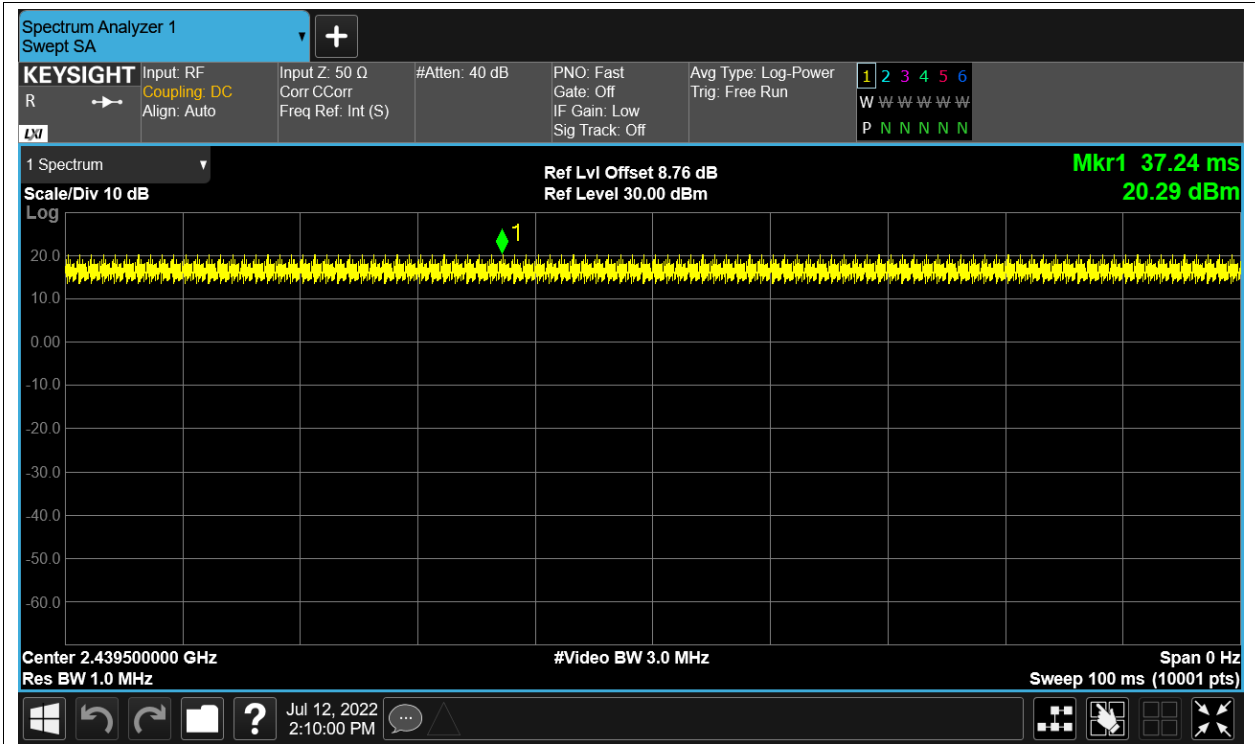 Spectrum Analyzer 1
Swept SA
KEYSIGHT
R
LXI
Input: RF
Coupling: DC
Align: Auto
Input Z: 50 Ω
Corr CCorr
Freq Ref: Int (S)
#Atten: 40 dB
PNO: Fast
Gate: Off
IF Gain: Low
Sig Track: Off
Avg Type: Log-Power
Trig: Free Run
1 2 3 4 5 6
W W W W W W
P N N N N N
1 Spectrum
Scale/Div 10 dB
Ref Lvl Offset 8.76 dB
Ref Level 30.00 dBm
Mkr1 37.24 ms
20.29 dBm
Log
1
20.0
10.0
0.00
-10.0
-20.0
-30.0
-40.0
-50.0
-60.0
Center 2.439500000 GHz
Res BW 1.0 MHz
#Video BW 3.0 MHz
Span 0 Hz
Sweep 100 ms (10001 pts)
?
Jul 12, 2022
2:10:00 PM